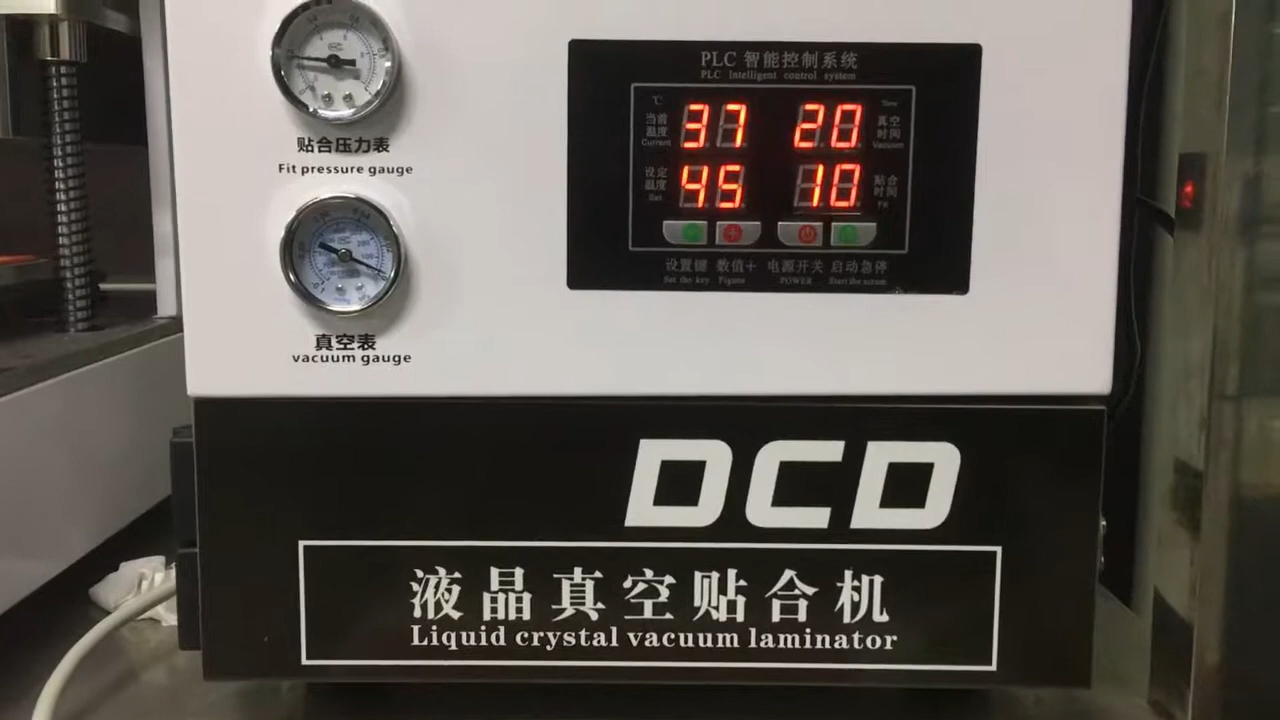 贴合压力表
Fit pressure gauge
真空表
vacuum gauge
PLC 智能控制系统
PLC Intelligent control system
℃
当前温度
Current
37
20
Time
真空时间
Vacuum
设定温度
Set
45
10
贴合时间
Fit
设置键 数值+ 电源开关 启动急停
Set the key Figure POWER
DCD
液晶真空贴合机
Liquid crystal vacuum laminator